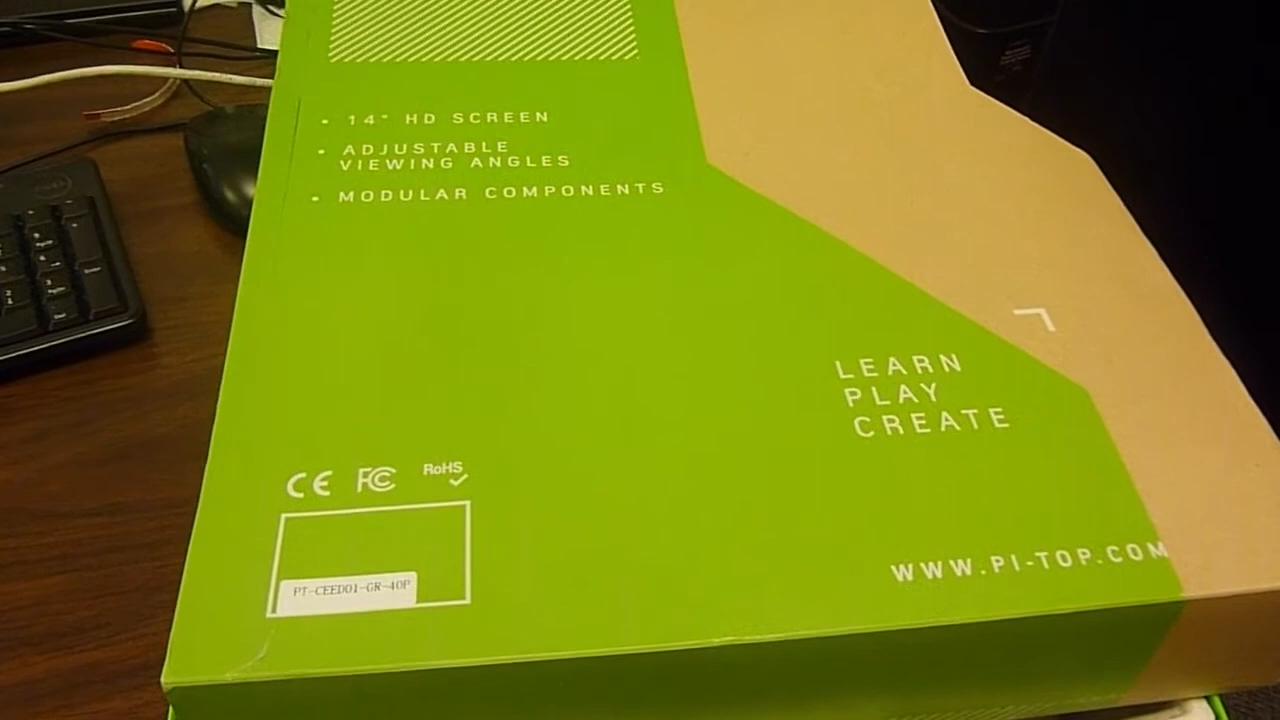 • 14" HD SCREEN
• ADJUSTABLE
VIEWING ANGLES
• MODULAR COMPONENTS
LEARN
PLAY
CREATE
CE FC RoHS
PT-CEED01-GR-40P
WWW.PI-TOP.COM